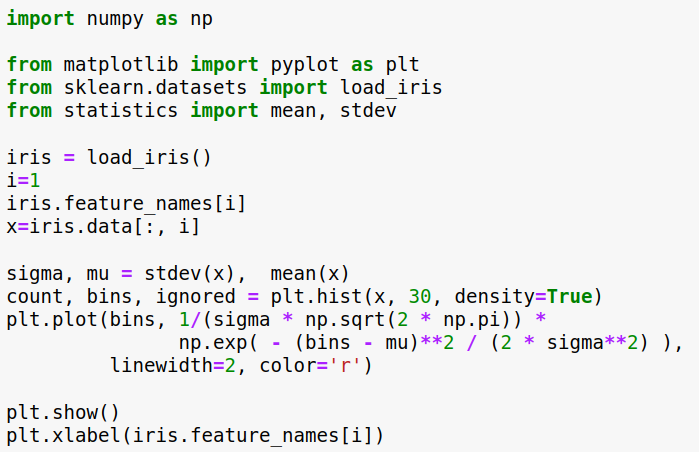 import numpy as np
from matplotlib import pyplot as plt
from sklearn.datasets import load_iris
from statistics import mean, stdev
iris = load_iris()
i=1
iris.feature_names[i]
x=iris.data[:, i]
sigma, mu = stdev(x),  mean(x)
count, bins, ignored = plt.hist(x, 30, density=True)
plt.plot(bins, 1/(sigma * np.sqrt(2 * np.pi)) *
               np.exp( - (bins - mu)**2 / (2 * sigma**2) ),
         linewidth=2, color='r')
plt.show()
plt.xlabel(iris.feature_names[i])